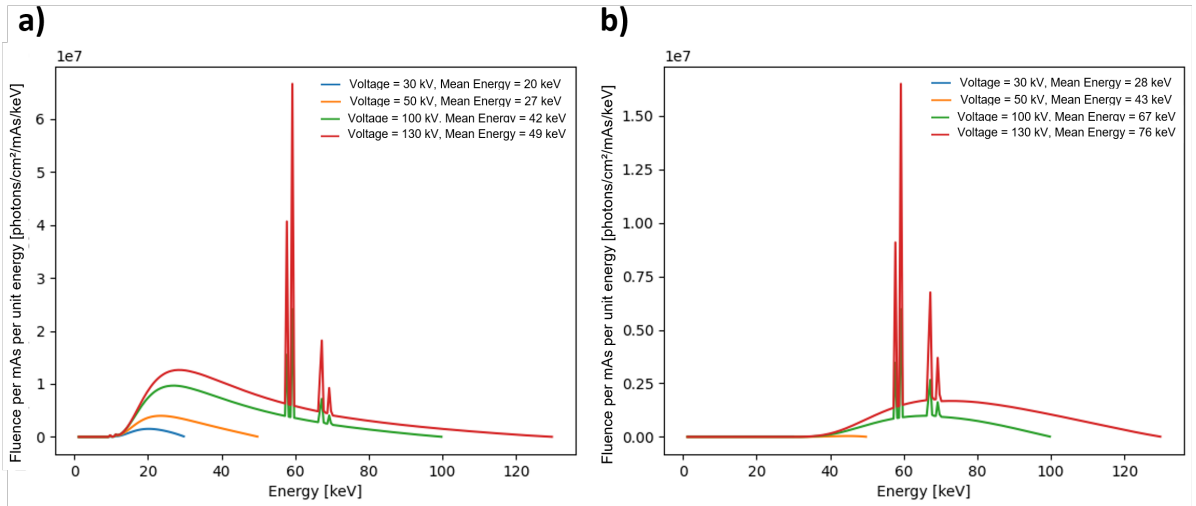 a)
1e7
Fluence per mAs per unit energy [photons/cm²/mAs/keV]
Voltage = 30 kV, Mean Energy = 20 keV
Voltage = 50 kV, Mean Energy = 27 keV
Voltage = 100 kV, Mean Energy = 42 keV
Voltage = 130 kV, Mean Energy = 49 keV
6
5
4
3
2
1
0
0 20 40 60 80 100 120
Energy [keV]
b)
1e7
Fluence per mAs per unit energy [photons/cm²/mAs/keV]
Voltage = 30 kV, Mean Energy = 28 keV
Voltage = 50 kV, Mean Energy = 43 keV
Voltage = 100 kV, Mean Energy = 67 keV
Voltage = 130 kV, Mean Energy = 76 keV
1.50
1.25
1.00
0.75
0.50
0.25
0.00
0 20 40 60 80 100 120
Energy [keV]